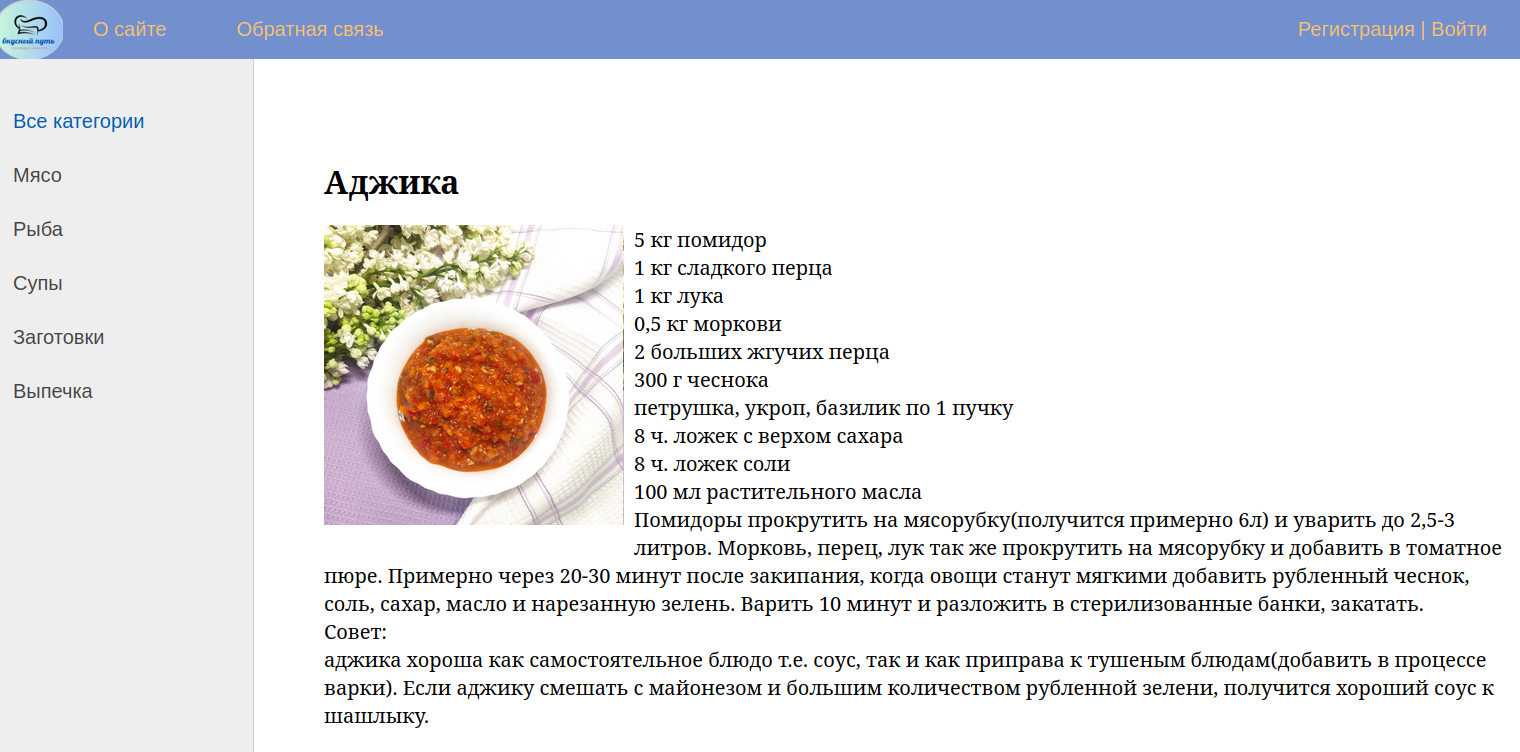 вкусный путь
О сайте
Обратная связь
Регистрация | Войти
Все категории
Мясо
Рыба
Супы
Заготовки
Выпечка
Аджика
5 кг помидор
1 кг сладкого перца
1 кг лука
0,5 кг моркови
2 больших жгучих перца
300 г чеснока
петрушка, укроп, базилик по 1 пучку
8 ч. ложек с верхом сахара
8 ч. ложек соли
100 мл растительного масла
Помидоры прокрутить на мясорубку(получится примерно 6л) и уварить до 2,5-3
литров. Морковь, перец, лук так же прокрутить на мясорубку и добавить в томатное
пюре. Примерно через 20-30 минут после закипания, когда овощи станут мягкими добавить рубленный чеснок,
соль, сахар, масло и нарезанную зелень. Варить 10 минут и разложить в стерилизованные банки, закатать.
Совет:
аджика хороша как самостоятельное блюдо т.е. соус, так и как приправа к тушеным блюдам(добавить в процессе
варки). Если аджику смешать с майонезом и большим количеством рубленной зелени, получится хороший соус к
шашлыку.